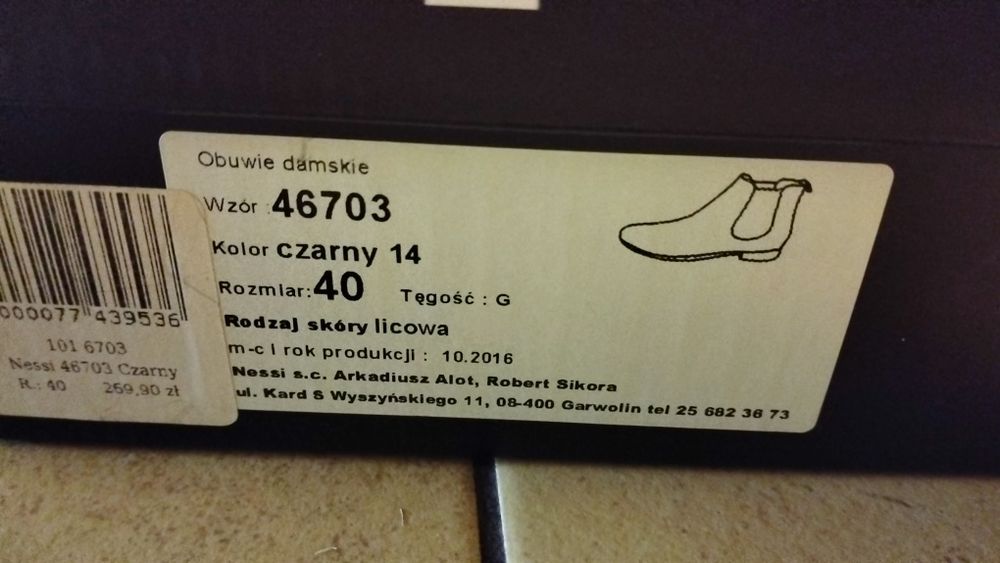 Obuwie damskie
Wzór : 46703
Kolor czarny 14
Rozmiar: 40 Tęgość : G
Rodzaj skóry licowa
m-c i rok produkcji : 10.2016
Nessi s.c. Arkadiusz Alot, Robert Sikora
ul. Kard S Wyszyńskiego 11, 08-400 Garwolin tel 25 682 36 73
000077 439536
101 6703
Nessi 46703 Czarny
R.: 40 269,90 zł